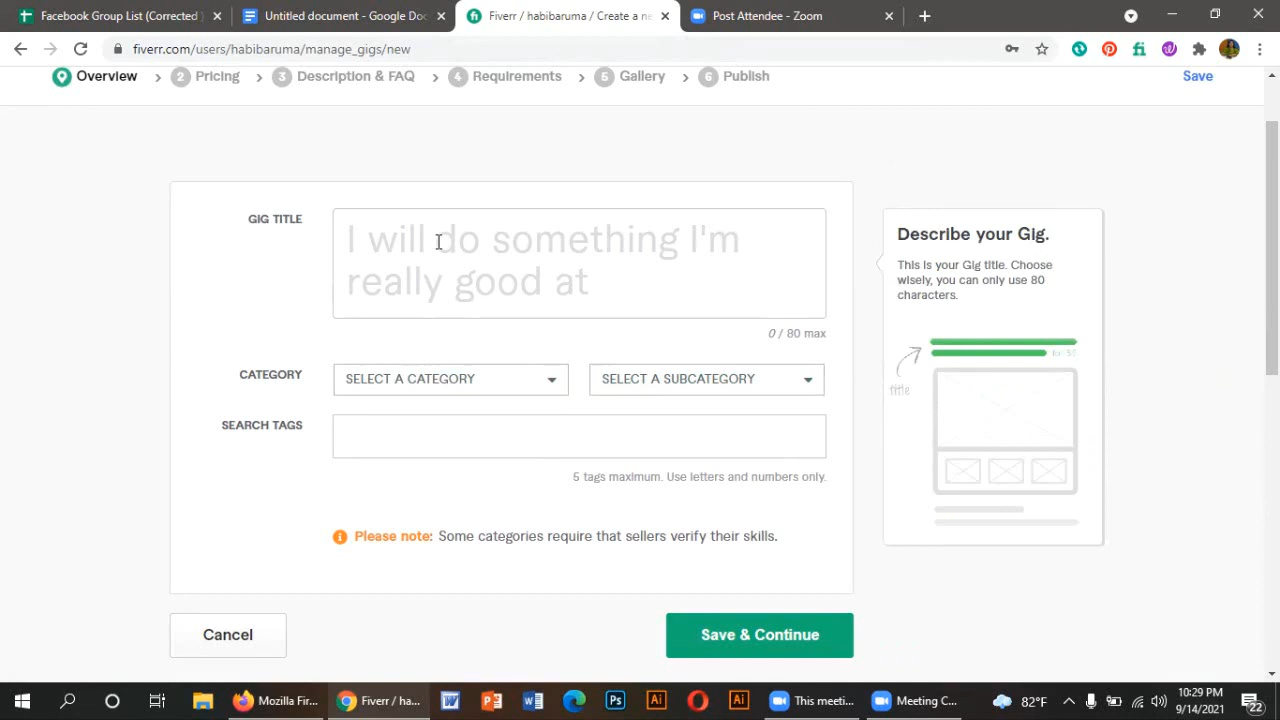 Facebook Group List (Corrected
Untitled document - Google Doc
Fiverr / habibaruma / Create a ne
Post Attendee - Zoom
fiverr.com/users/habibaruma/manage_gigs/new
Overview
2 Pricing
3 Description & FAQ
4 Requirements
5 Gallery
6 Publish
Save
GIG TITLE
I will do something I'm
really good at
0 / 80 max
CATEGORY
SELECT A CATEGORY
SELECT A SUBCATEGORY
SEARCH TAGS
5 tags maximum. Use letters and numbers only.
Please note: Some categories require that sellers verify their skills.
Cancel
Save & Continue
Describe your Gig.
This is your Gig title. Choose
wisely, you can only use 80
characters.
for $5
title
Mozilla Fir...
Fiverr / ha...
This meeti...
Meeting C...
82°F
10:29 PM
9/14/2021
22